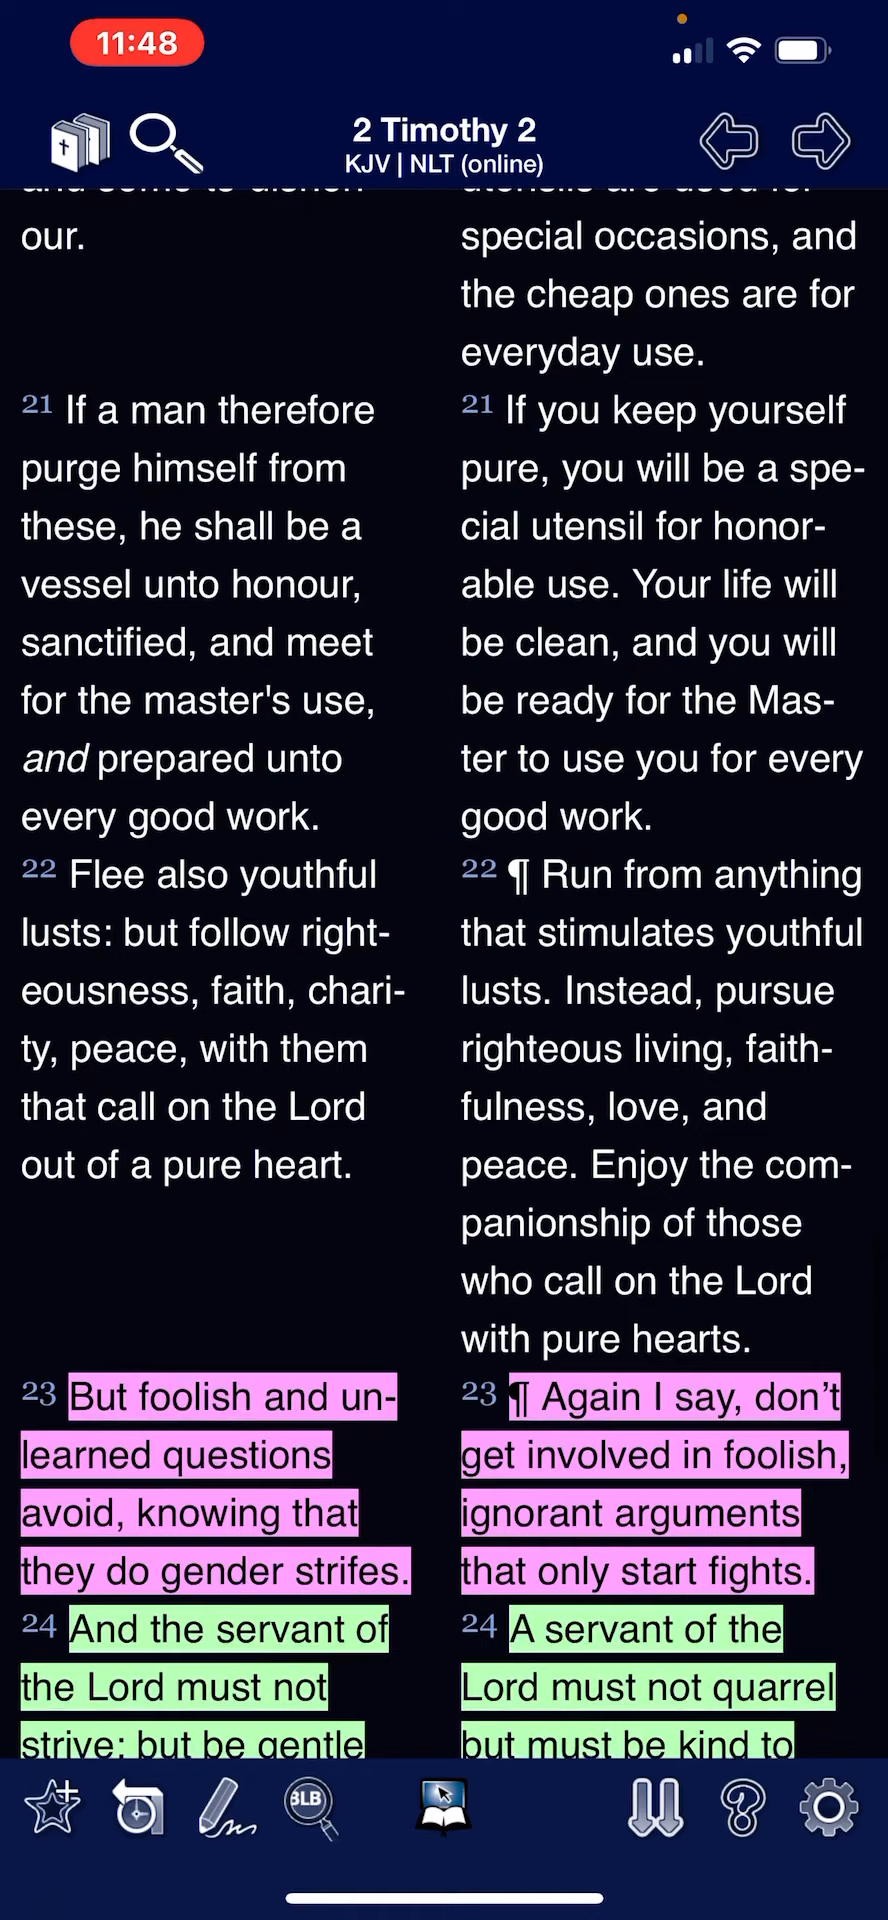 11:48
2 Timothy 2
KJV | NLT (online)
our.
21 If a man therefore
purge himself from
these, he shall be a
vessel unto honour,
sanctified, and meet
for the master's use,
and prepared unto
every good work.
22 Flee also youthful
lusts: but follow right-
eousness, faith, chari-
ty, peace, with them
that call on the Lord
out of a pure heart.
23 But foolish and un-
learned questions
avoid, knowing that
they do gender strifes.
24 And the servant of
the Lord must not
strive; but be gentle
special occasions, and
the cheap ones are for
everyday use.
21 If you keep yourself
pure, you will be a spe-
cial utensil for honor-
able use. Your life will
be clean, and you will
be ready for the Mas-
ter to use you for every
good work.
22 ¶ Run from anything
that stimulates youthful
lusts. Instead, pursue
righteous living, faith-
fulness, love, and
peace. Enjoy the com-
panionship of those
who call on the Lord
with pure hearts.
23 ¶ Again I say, don’t
get involved in foolish,
ignorant arguments
that only start fights.
24 A servant of the
Lord must not quarrel
but must be kind to
BLB